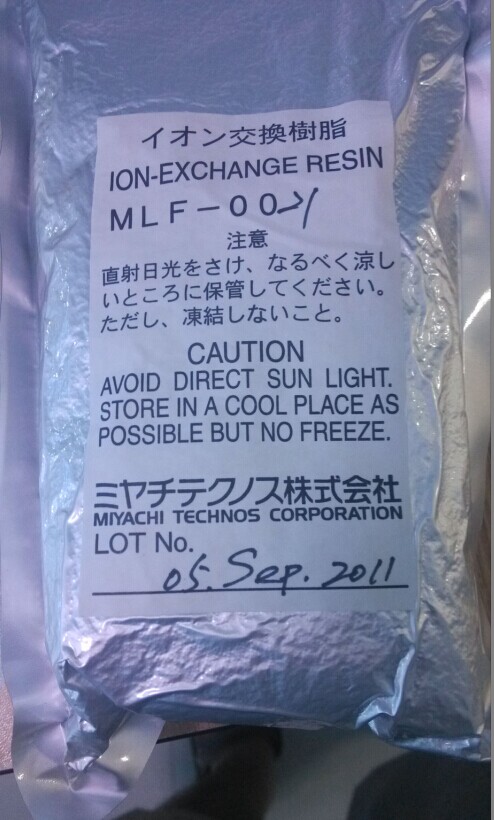 イオン交換樹脂
ION-EXCHANGE RESIN
MLF-0021
注意
直射日光をさけ、なるべく涼し
いところに保管してください。
ただし、凍結しないこと。
CAUTION
AVOID DIRECT SUN LIGHT.
STORE IN A COOL PLACE AS
POSSIBLE BUT NO FREEZE.
ミヤチテクノス株式会社
MIYACHI TECHNOS CORPORATION
LOT No.
05. Sep. 2011